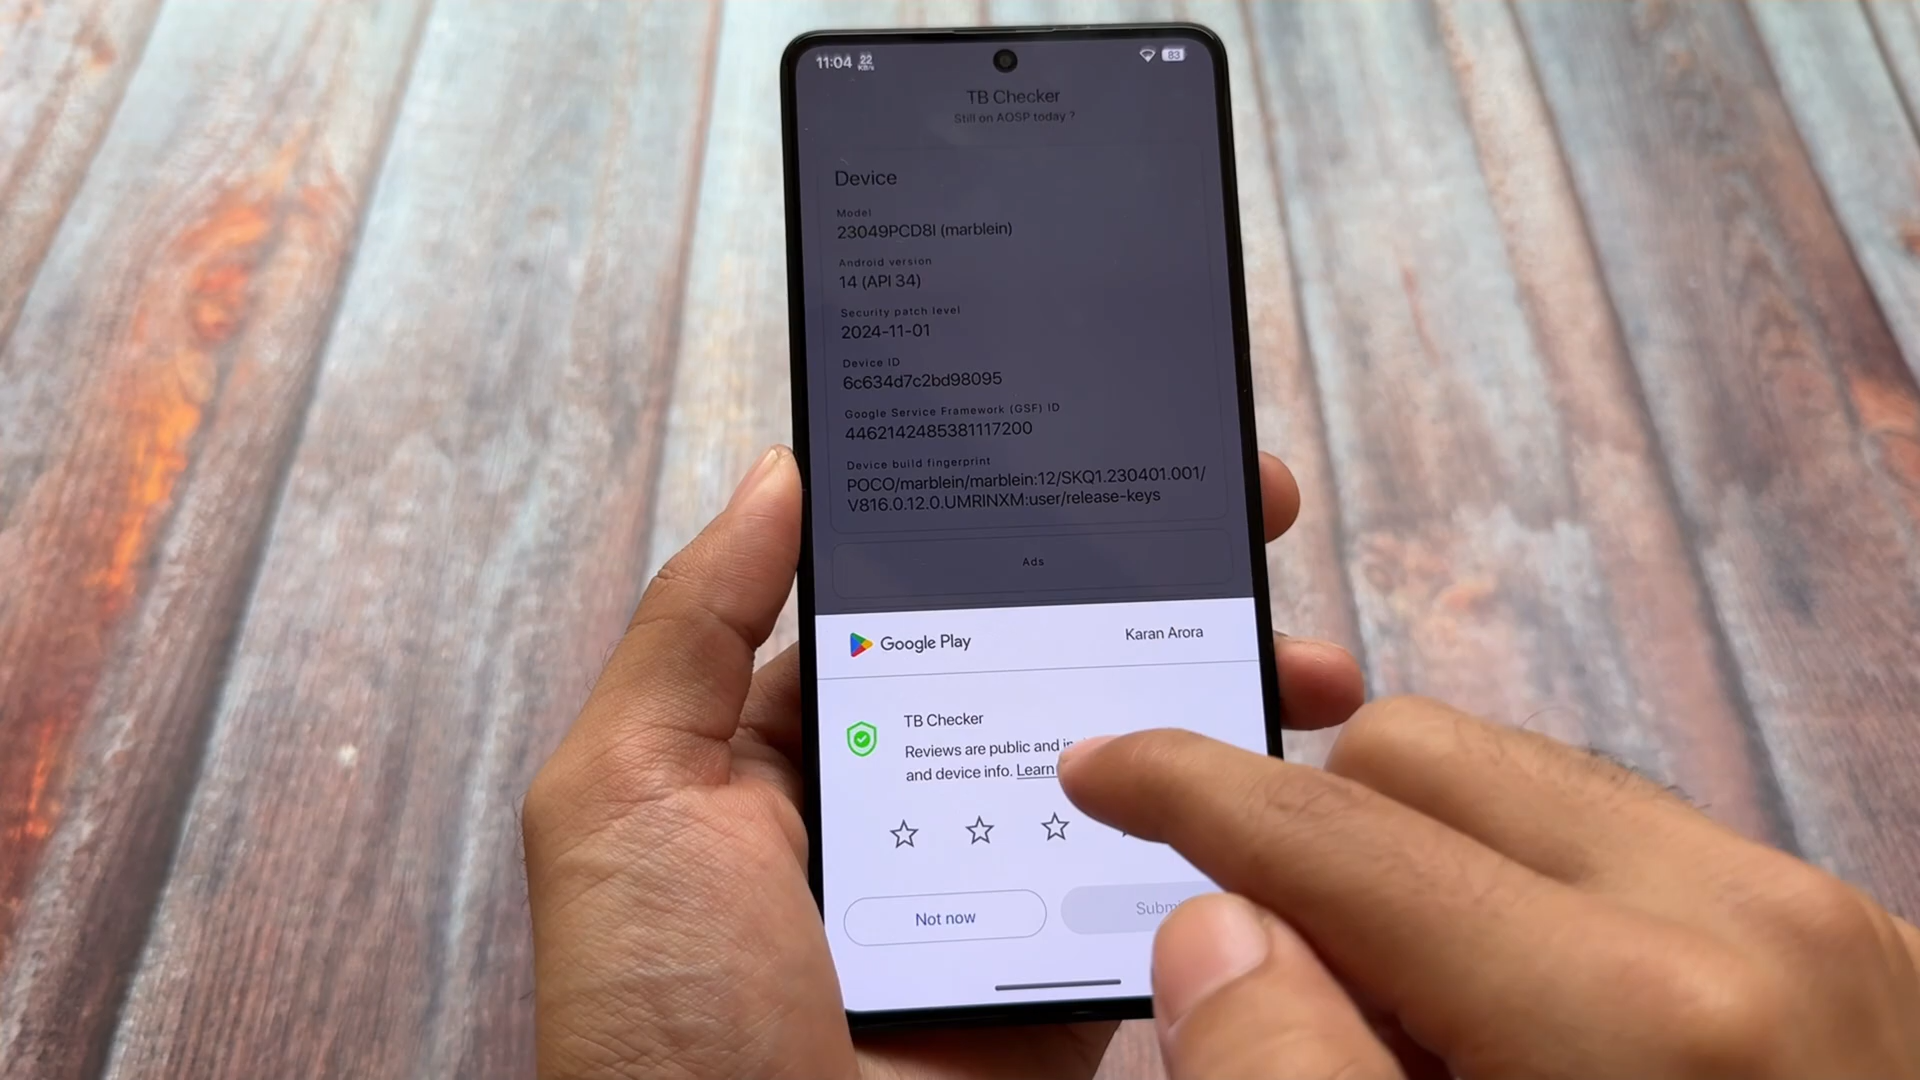 11:04 22 KB/s 83
TB Checker
Still on AOSP today ?
Device
Model
23049PCD8I (marblein)
Android version
14 (API 34)
Security patch level
2024-11-01
Device ID
6c634d7c2bd98095
Google Service Framework (GSF) ID
4462142485381117200
Device build fingerprint
POCO/marblein/marblein:12/SKQ1.230401.001/
V816.0.12.0.UMRINXM:user/release-keys
Ads
Google Play Karan Arora
TB Checker
Reviews are public and
and device info. Learn
Not now